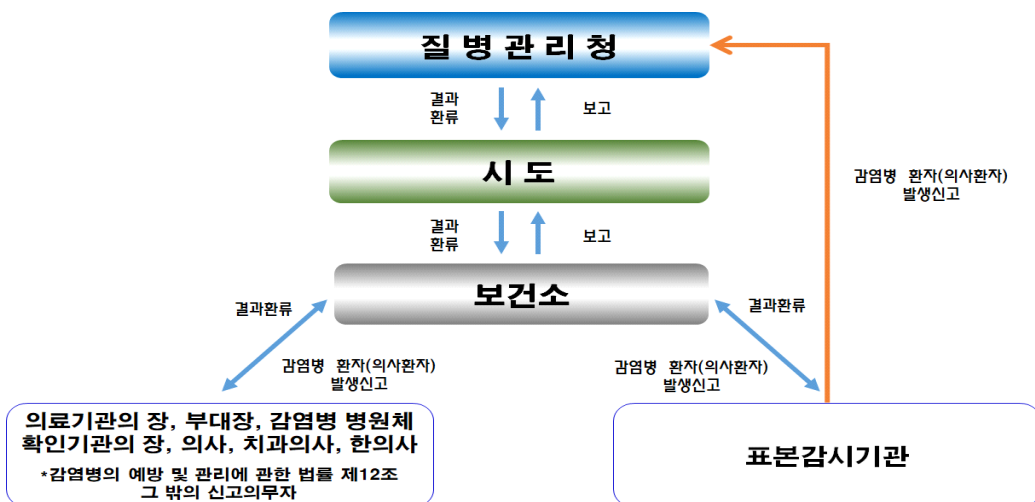 질병관리청
결과
환류
보고
감염병 환자(의사환자)
발생신고
시도
결과
환류
보고
보건소
결과환류
결과환류
감염병 환자(의사환자)
발생신고
감염병 환자(의사환자)
발생신고
의료기관의 장, 부대장, 감염병 병원체
확인기관의 장, 의사, 치과의사, 한의사
*감염병의 예방 및 관리에 관한 법률 제12조
그 밖의 신고의무자
표본감시기관